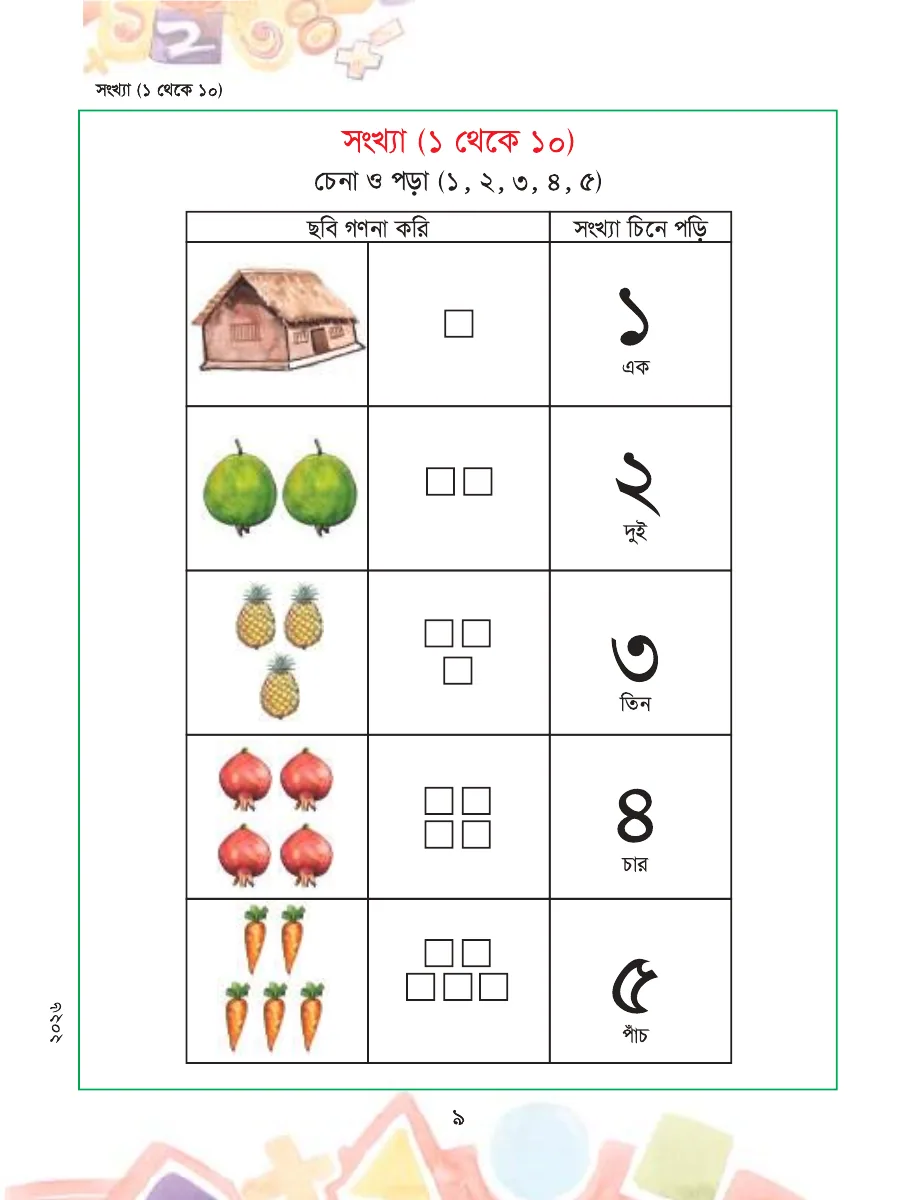 সংখ্যা (১ থেকে ১০)
সংখ্যা (১ থেকে ১০)
চেনা ও পড়া (১, ২, ৩, ৪, ৫)
ছবি গণনা করি
সংখ্যা চিনে পড়ি
১
এক
২
দুই
৩
তিন
৪
চার
৫
পাঁচ
২০২৬
৯